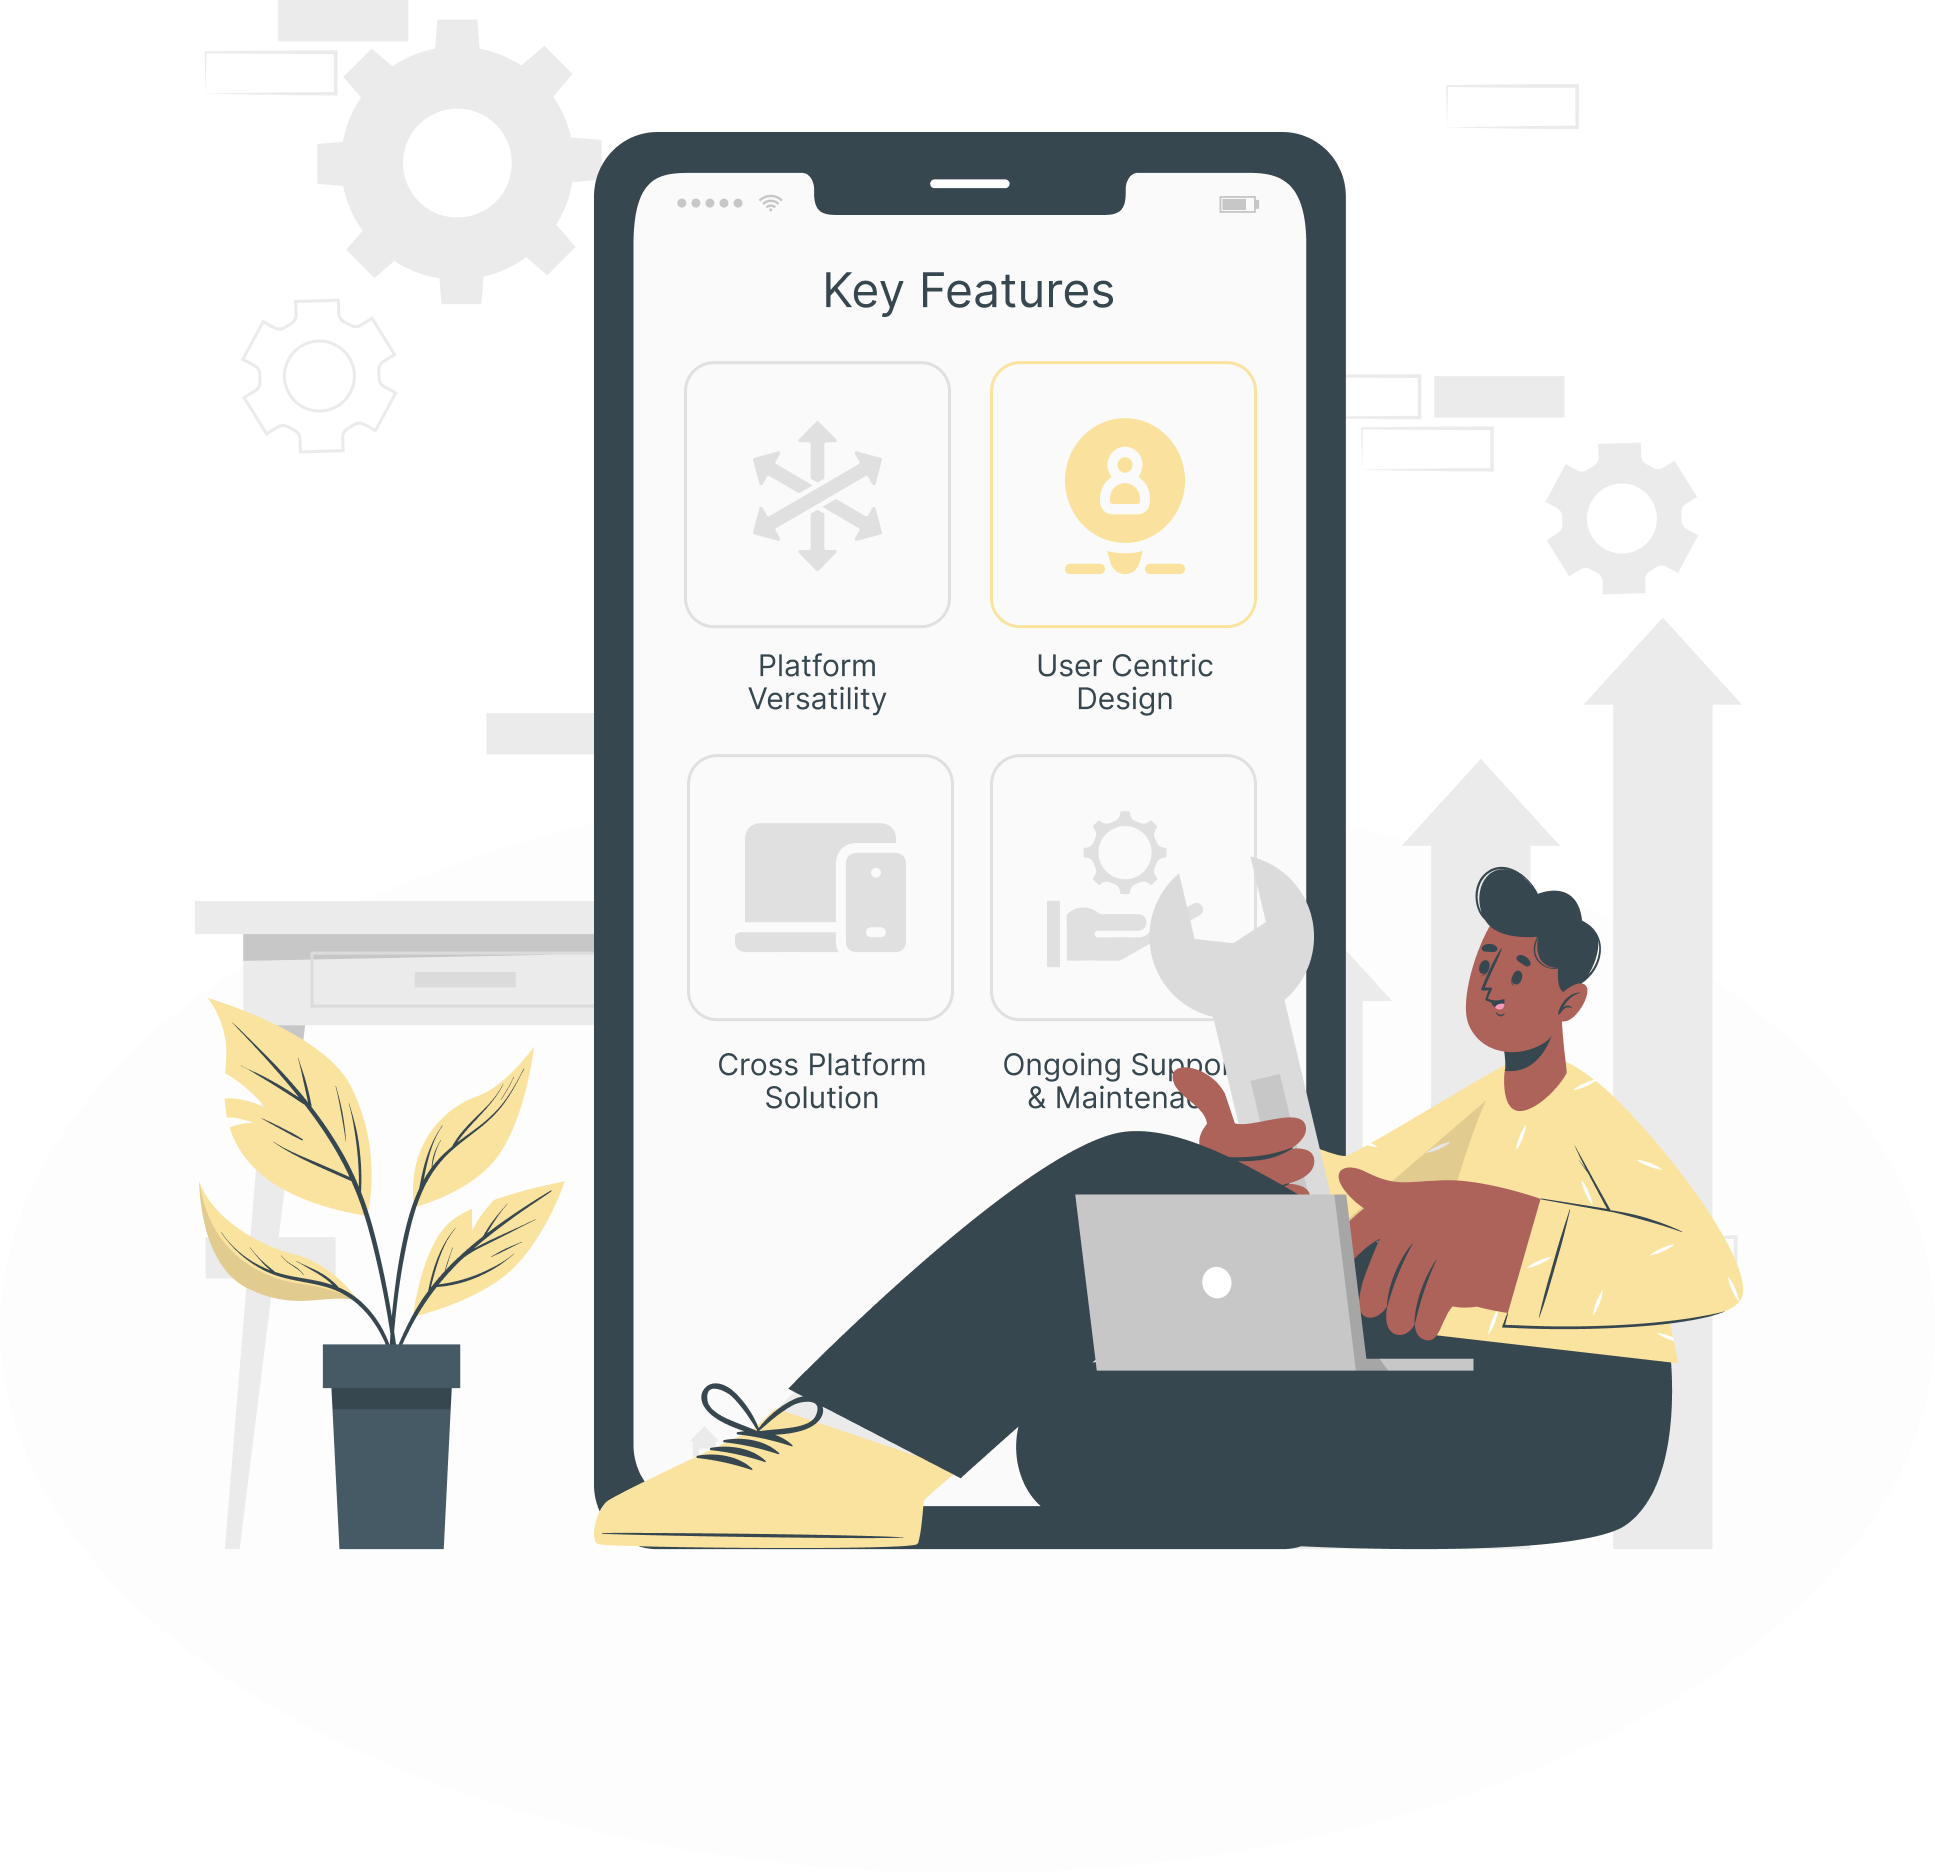 Key Features
Platform
Versatility
User Centric
Design
Cross Platform
Solution
Ongoing
&